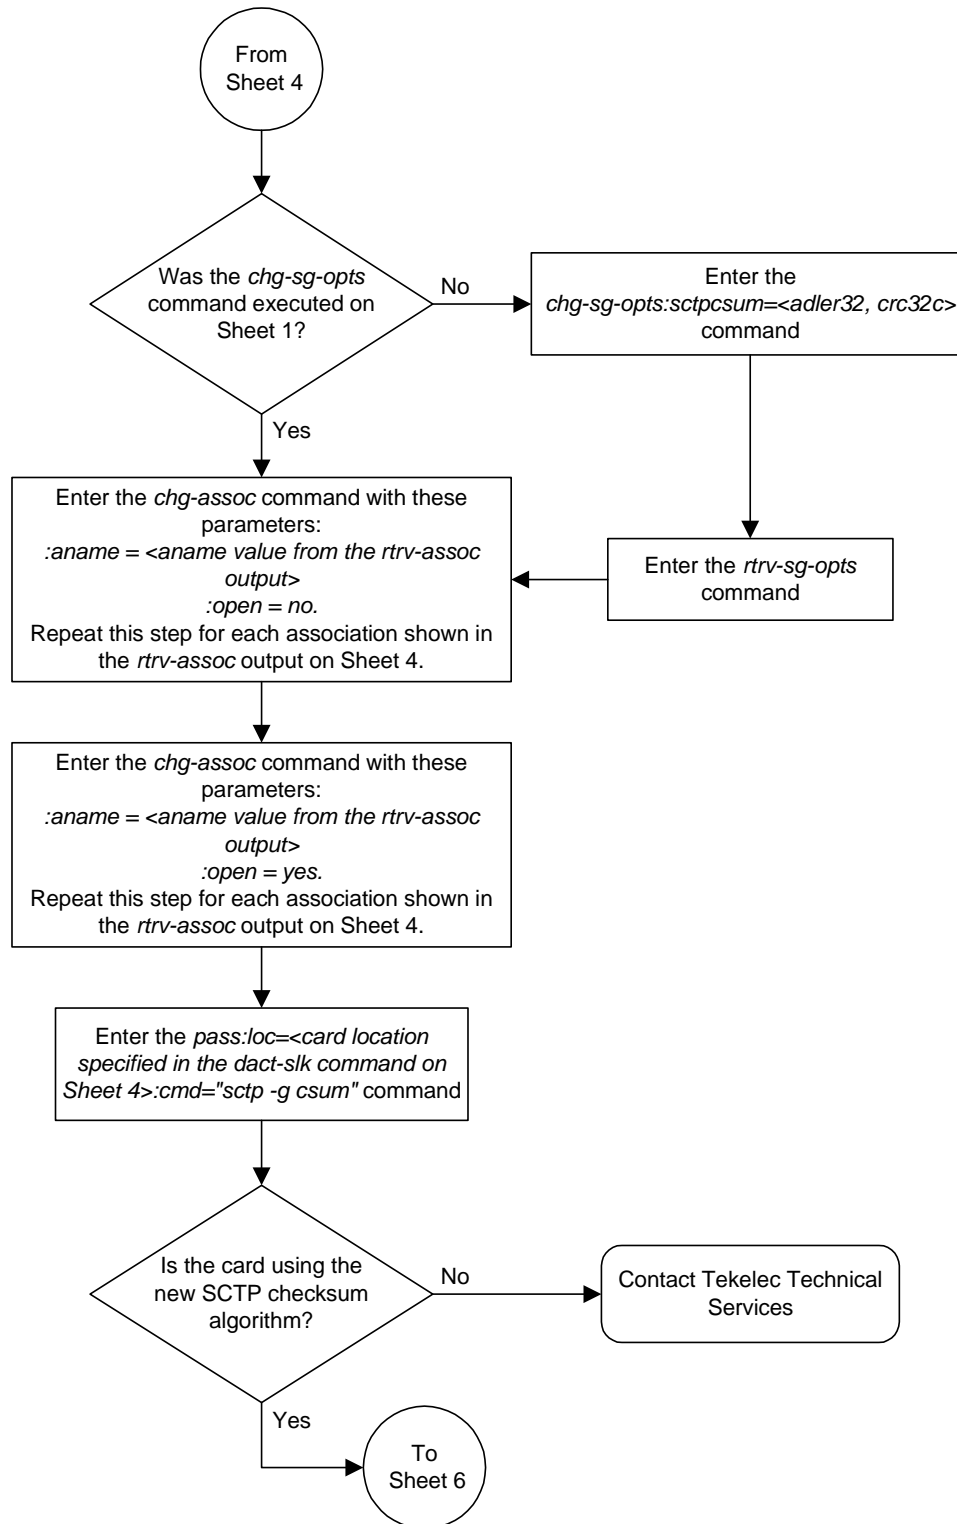 From
Sheet 4
Was the chg-sg-opts
command executed on
Sheet 1?
No
Enter the
chg-sg-opts:sctpcsum=<adler32, crc32c>
command
Yes
Enter the rtrv-sg-opts
command
Enter the chg-assoc command with these
parameters:
:aname = <aname value from the rtrv-assoc
output>
:open = no.
Repeat this step for each association shown in
the rtrv-assoc output on Sheet 4.
Enter the chg-assoc command with these
parameters:
:aname = <aname value from the rtrv-assoc
output>
:open = yes.
Repeat this step for each association shown in
the rtrv-assoc output on Sheet 4.
Enter the pass:loc=<card location
specified in the dact-slk command on
Sheet 4>:cmd="sctp -g csum" command
Is the card using the
new SCTP checksum
algorithm?
No
Contact Tekelec Technical
Services
Yes
To
Sheet 6